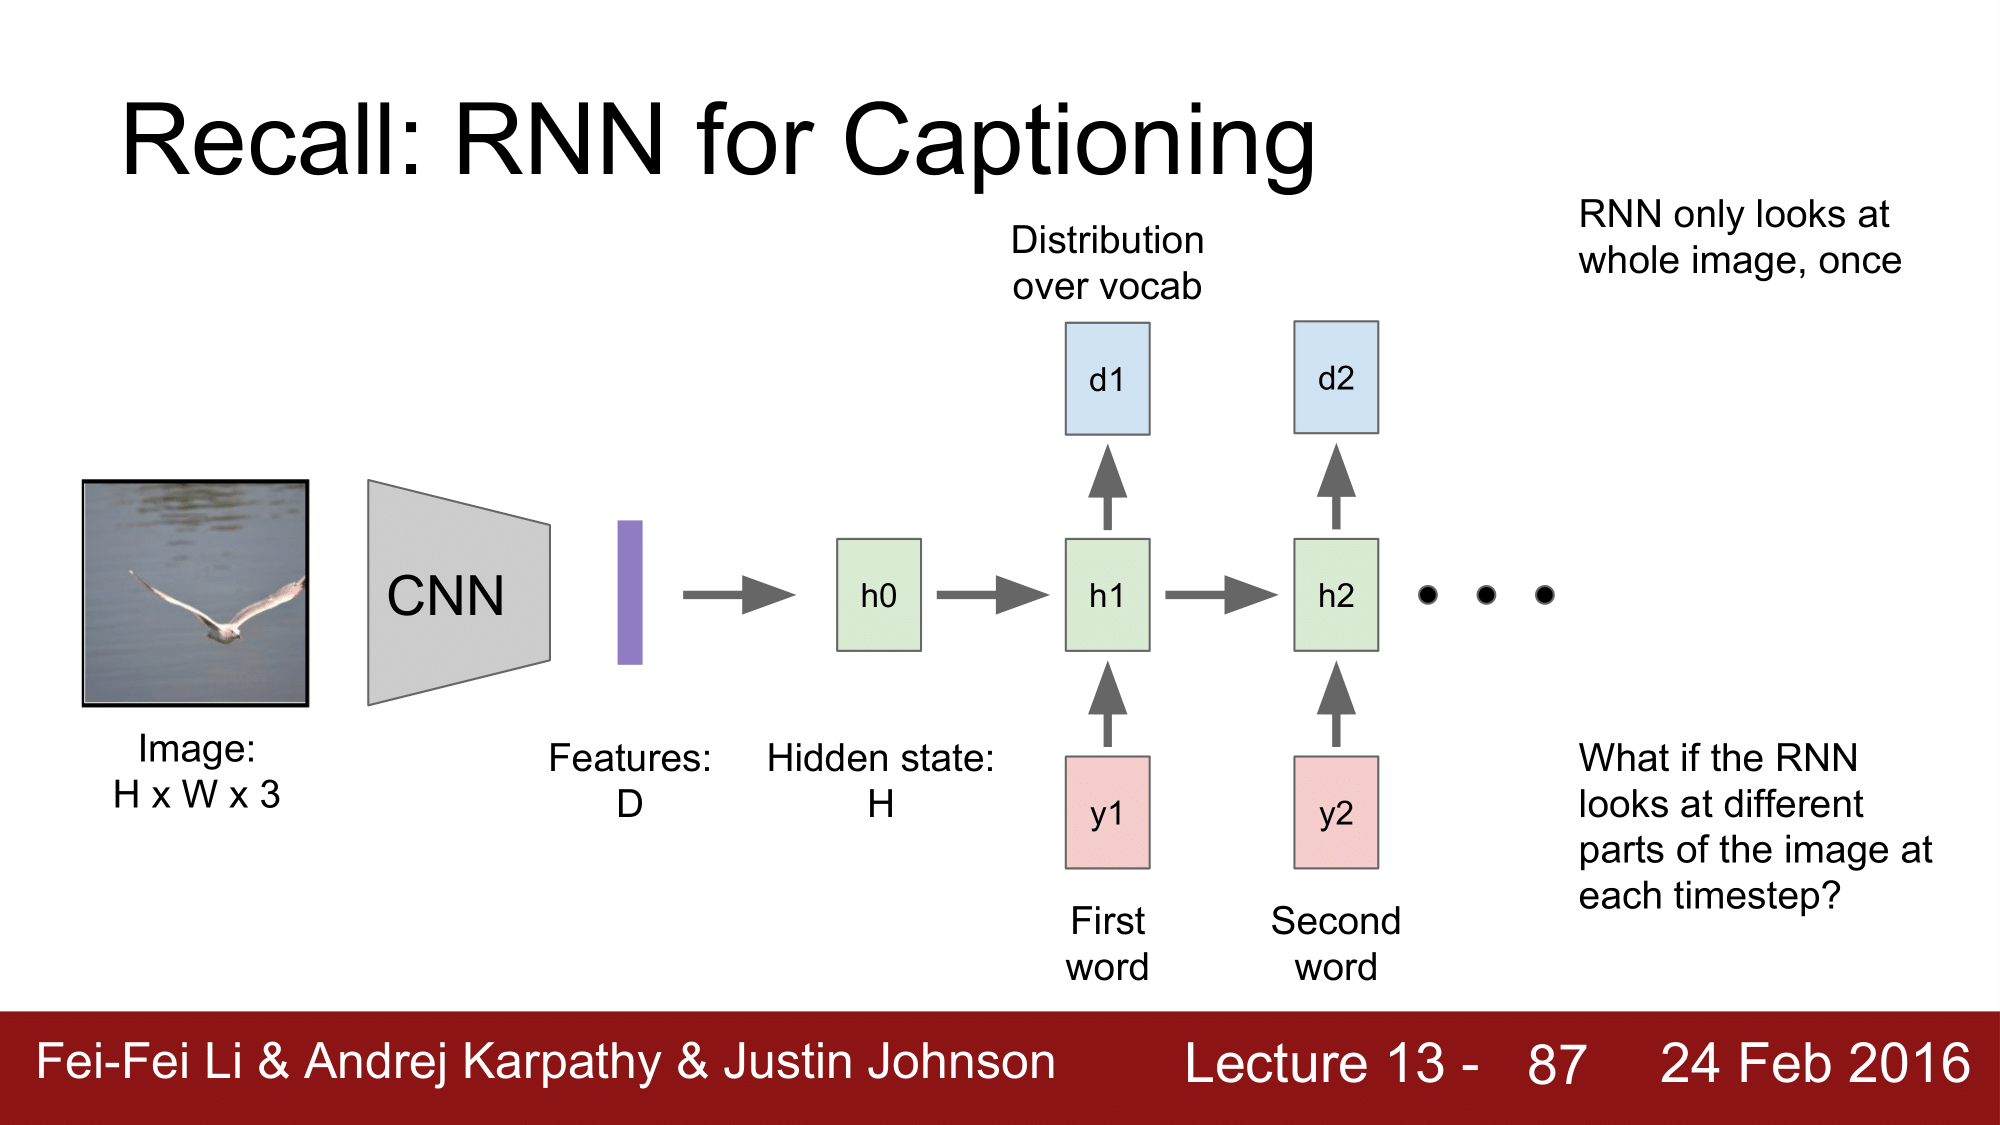 Recall: RNN for Captioning
RNN only looks at
whole image, once
Distribution
over vocab
d1
d2
CNN
h0
h1
h2
Image:
H x W x 3
Features:
D
Hidden state:
H
y1
y2
First
word
Second
word
What if the RNN
looks at different
parts of the image at
each timestep?
Fei-Fei Li & Andrej Karpathy & Justin Johnson
Lecture 13 - 87
24 Feb 2016